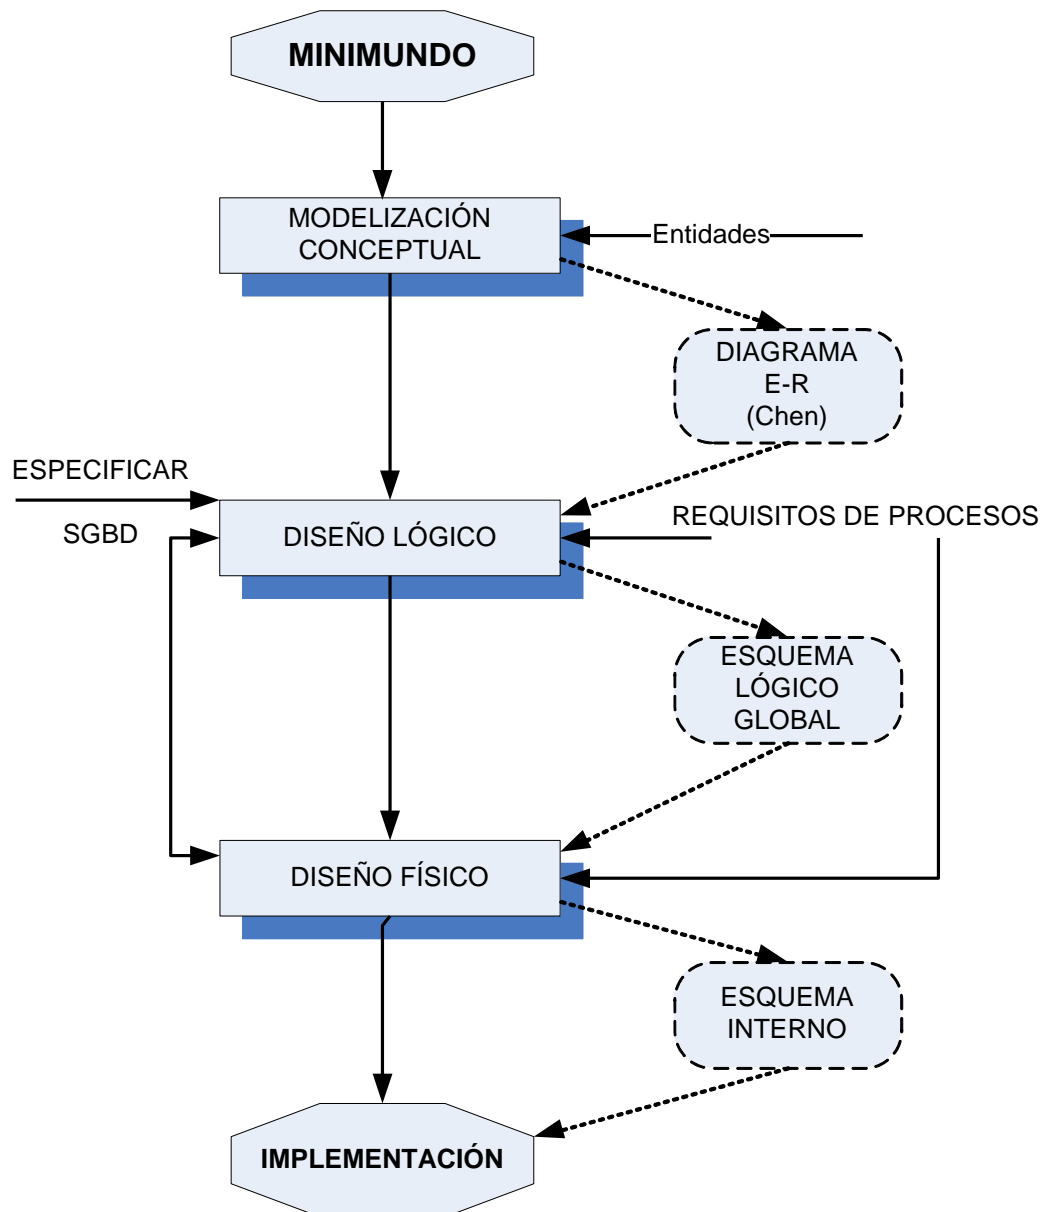 MINIMUNDO
MODELIZACIÓN
CONCEPTUAL
Entidades
DIAGRAMA
E-R
(Chen)
ESPECIFICAR
SGBD
DISEÑO LÓGICO
REQUISITOS DE PROCESOS
ESQUEMA
LÓGICO
GLOBAL
DISEÑO FÍSICO
ESQUEMA
INTERNO
IMPLEMENTACIÓN